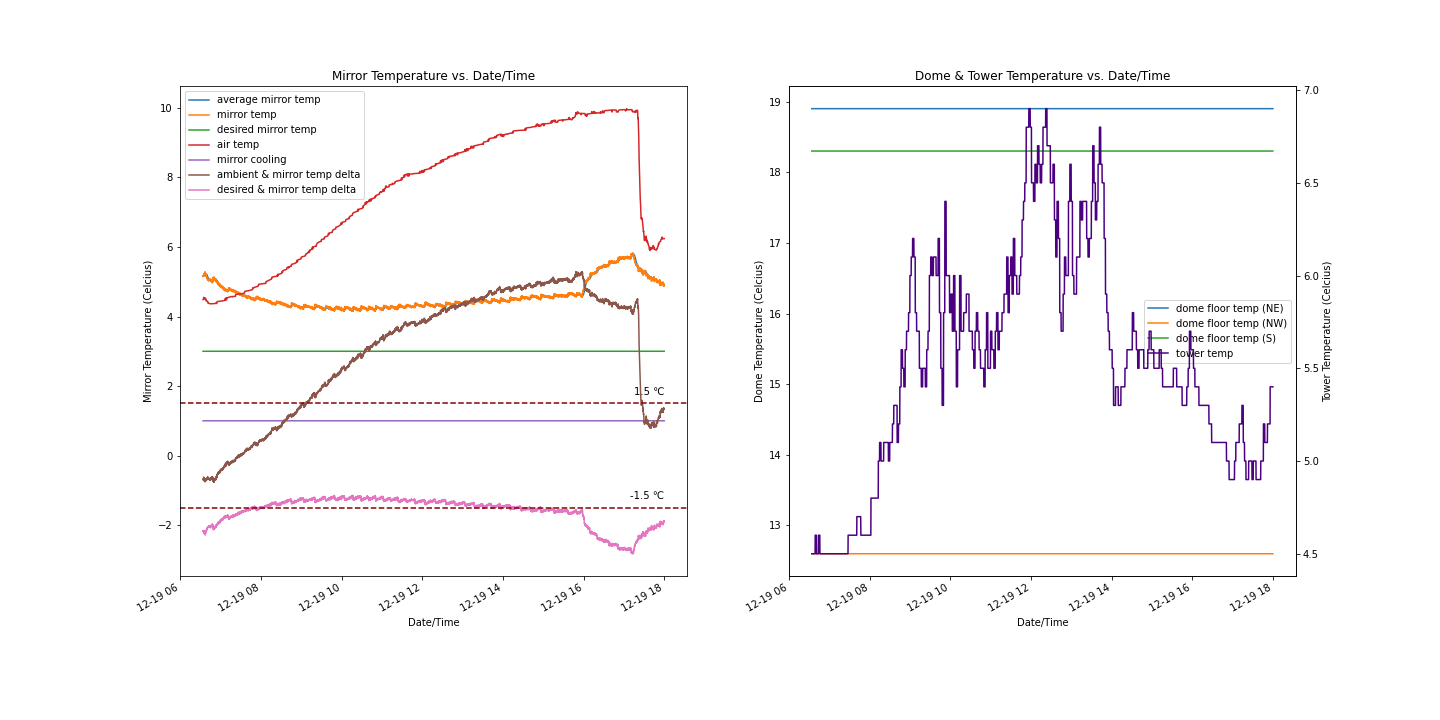 Mirror Temperature vs. Date/Time
Mirror Temperature (Celcius)
10
8
6
4
2
0
−2
average mirror temp
mirror temp
desired mirror temp
air temp
mirror cooling
ambient & mirror temp delta
desired & mirror temp delta
1.5 °C
-1.5 °C
12-19 06
12-19 08
12-19 10
12-19 12
12-19 14
12-19 16
12-19 18
Date/Time
Dome & Tower Temperature vs. Date/Time
Dome Temperature (Celcius)
19
18
17
16
15
14
13
dome floor temp (NE)
dome floor temp (NW)
dome floor temp (S)
tower temp
7.0
6.5
6.0
5.5
5.0
4.5
Tower Temperature (Celcius)
12-19 06
12-19 08
12-19 10
12-19 12
12-19 14
12-19 16
12-19 18
Date/Time